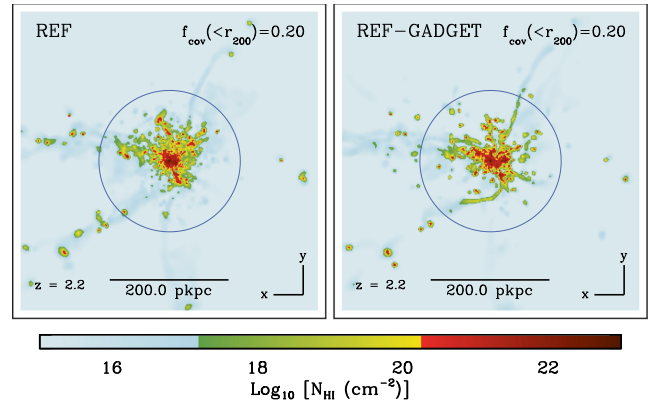 REF
f_cov(<r_200)=0.20
z = 2.2
200.0 pkpc
y
x
REF-GADGET
f_cov(<r_200)=0.20
z = 2.2
200.0 pkpc
y
x
16 18 20 22
Log_10 [N_HI (cm^-2)]